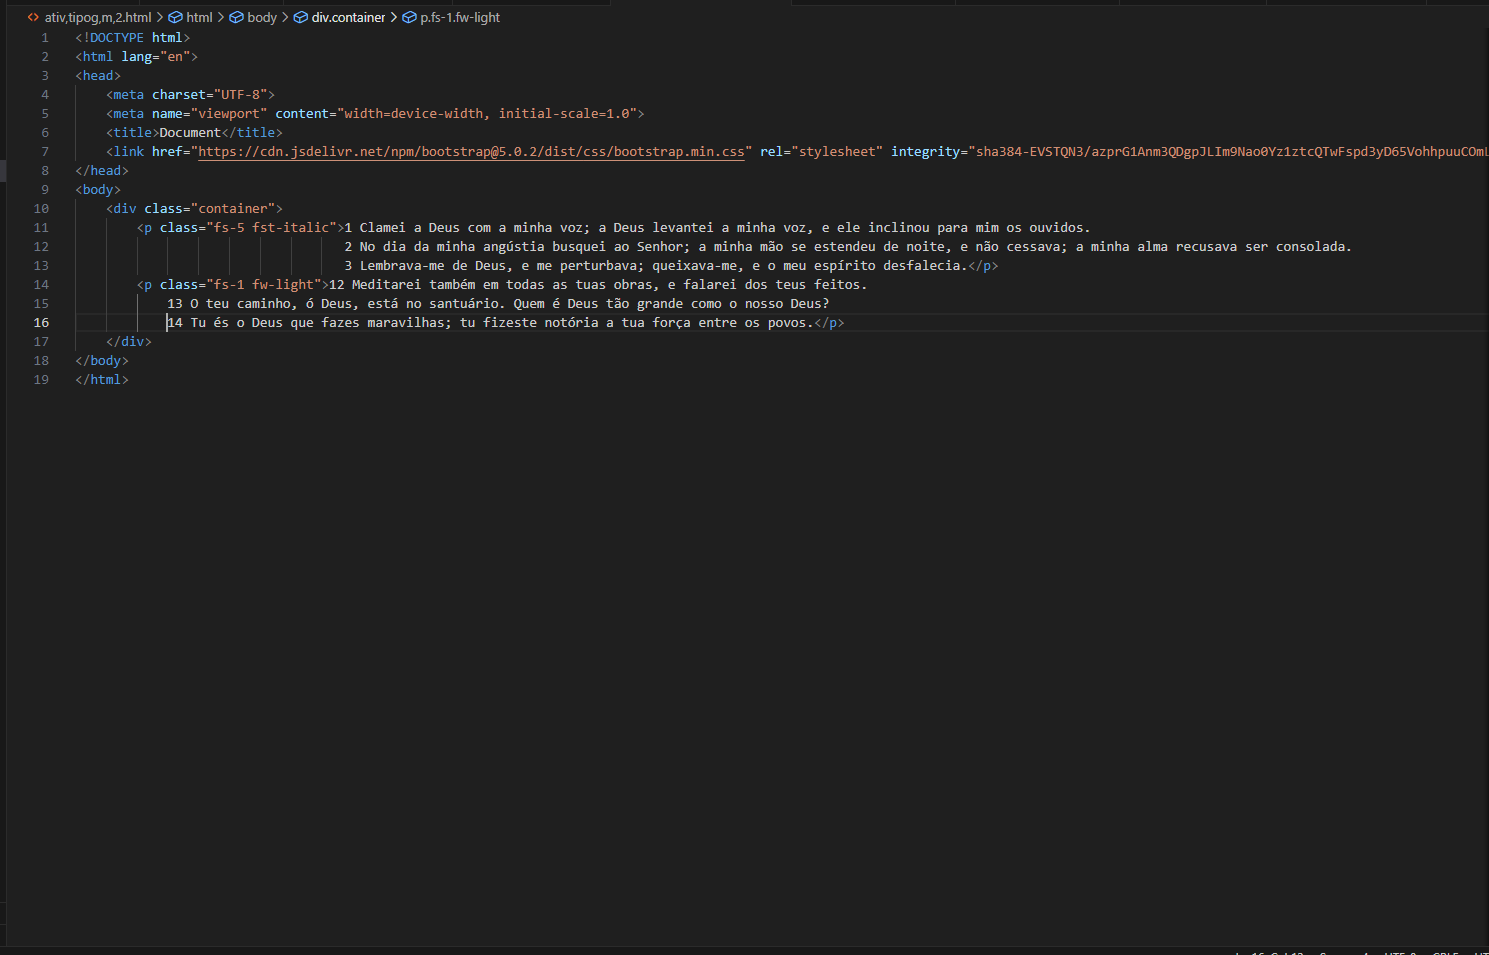 ativ,tipog,m,2.html > html > body > div.container > p.fs-1.fw-light
1 <!DOCTYPE html>
2 <html lang="en">
3 <head>
4 <meta charset="UTF-8">
5 <meta name="viewport" content="width=device-width, initial-scale=1.0">
6 <title>Document</title>
7 <link href="https://cdn.jsdelivr.net/npm/bootstrap@5.0.2/dist/css/bootstrap.min.css" rel="stylesheet" integrity="sha384-EVSTQN3/azprG1Anm3QDgpJLIm9Nao0Yz1ztcQTwFspd3yD65VohhpuuCOmL
8 </head>
9 <body>
10 <div class="container">
11 <p class="fs-5 fst-italic">1 Clamei a Deus com a minha voz; a Deus levantei a minha voz, e ele inclinou para mim os ouvidos.
12 2 No dia da minha angústia busquei ao Senhor; a minha mão se estendeu de noite, e não cessava; a minha alma recusava ser consolada.
13 3 Lembrava-me de Deus, e me perturbava; queixava-me, e o meu espírito desfalecia.</p>
14 <p class="fs-1 fw-light">12 Meditarei também em todas as tuas obras, e falarei dos teus feitos.
15 13 O teu caminho, ó Deus, está no santuário. Quem é Deus tão grande como o nosso Deus?
16 14 Tu és o Deus que fazes maravilhas; tu fizeste notória a tua força entre os povos.</p>
17 </div>
18 </body>
19 </html>